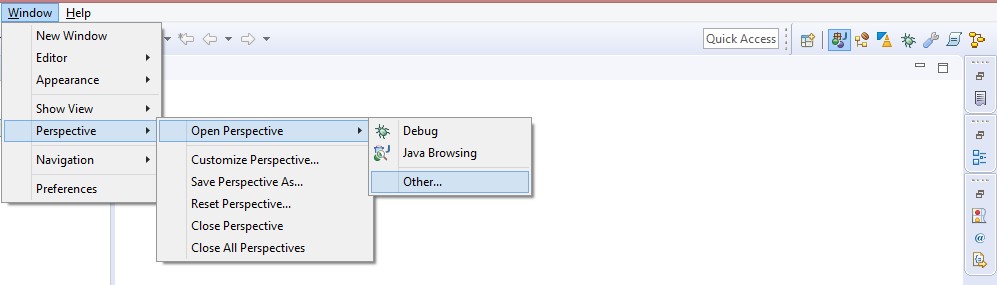 Window Help
New Window
Editor
Appearance
Show View
Perspective
Navigation
Preferences
Open Perspective
Customize Perspective...
Save Perspective As...
Reset Perspective...
Close Perspective
Close All Perspectives
Debug
Java Browsing
Other...
Quick Access